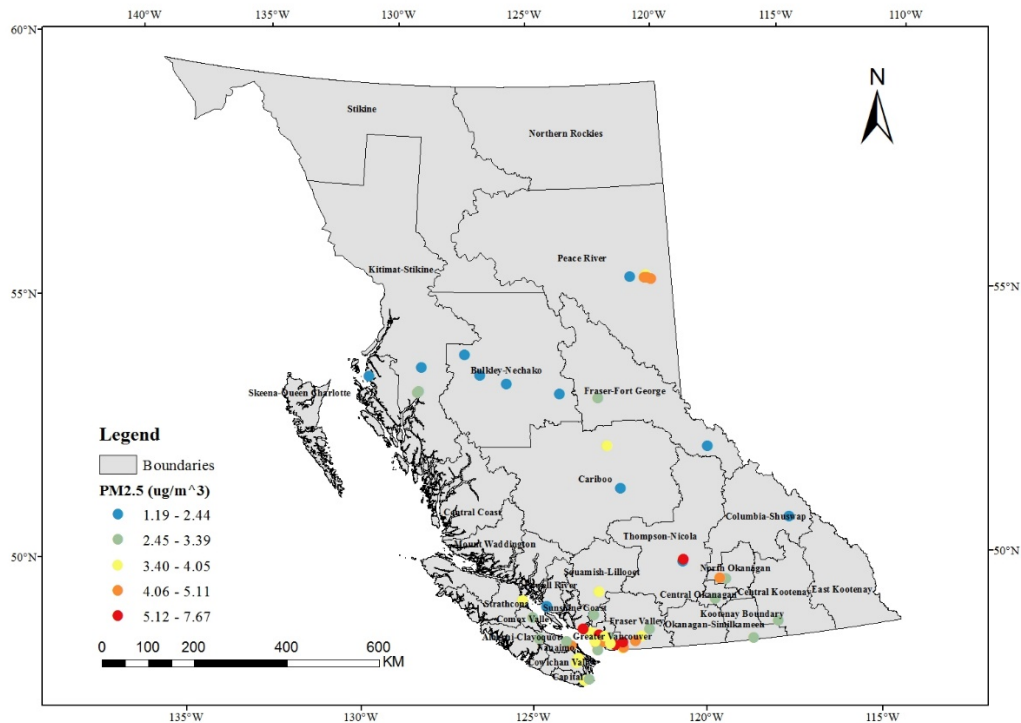 140°W 130°W 125°W 120°W 115°W 110°W
60°N
N
Stikine
Northern Rockies
Peace River
Kitimat-Stikine
55°N 55°N
Bulkley-Nechako
Skeena-Queen Charlotte
Fraser-Fort George
Legend
Boundaries
PM2.5 (ug/m^3)
1.19 - 2.44
2.45 - 3.39
3.40 - 4.05
4.06 - 5.11
5.12 - 7.67
Cariboo
Central Coast
Columbia-Shuswap
Thompson-Nicola
Mount Waddington
50°N 50°N
Squamish-Lillooet
North Okanagan
River
Central Okanagan
Central Kootenay
East Kootenay
Strathcona
Sunshine Coast
Comox Valley
Fraser Valley
Kootenay Boundary
Okanagan-Similkameen
Greater Vancouver
Nanaimo
Cowichan
Capital
0 100 200 400 600
KM
135°W 130°W 125°W 120°W 115°W